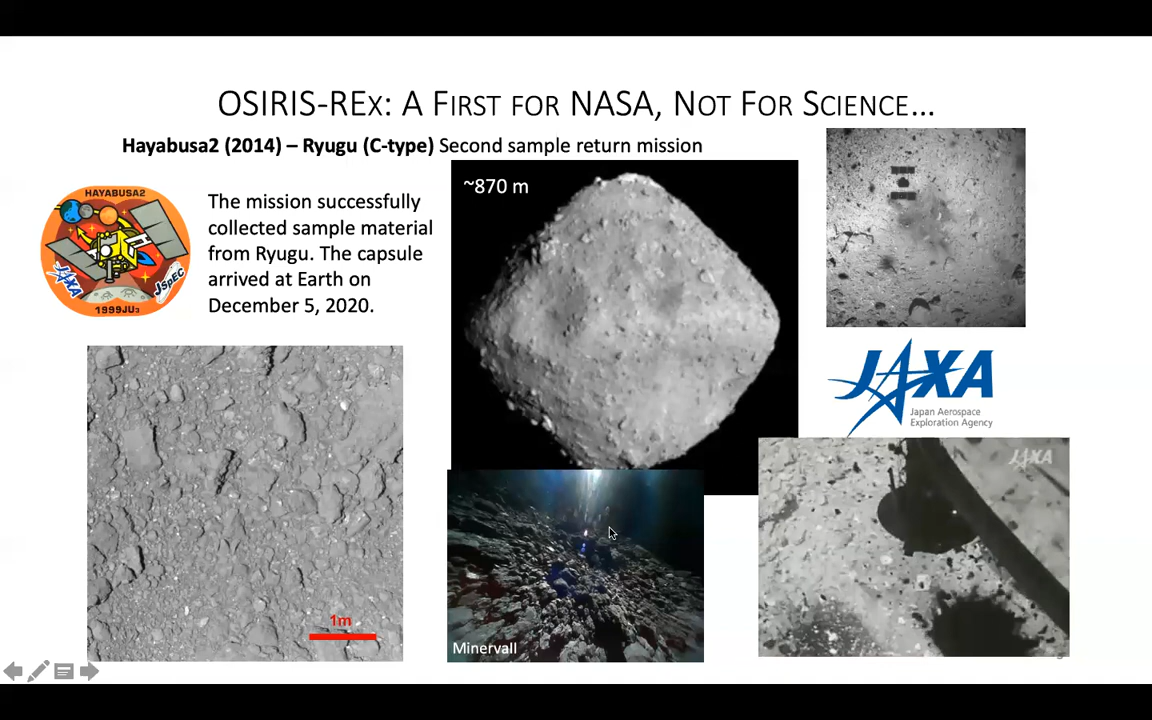 OSIRIS-REx: A First for NASA, Not For Science…
Hayabusa2 (2014) – Ryugu (C-type) Second sample return mission
~870 m
HAYABUSA2
JAXA
JSPEC
1999JU3
The mission successfully
collected sample material
from Ryugu. The capsule
arrived at Earth on
December 5, 2020.
JAXA
Japan Aerospace
Exploration Agency
JAXA
1m
MinervaII